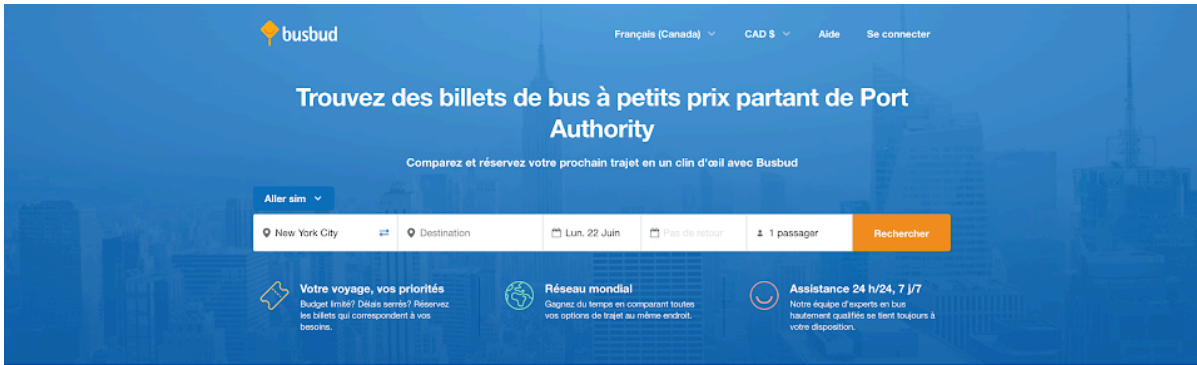 busbud
Français (Canada) CAD $ Aide Se connecter
Trouvez des billets de bus à petits prix partant de Port
Authority
Comparez et réservez votre prochain trajet en un clin d'œil avec Busbud
Aller sim
New York City Destination Lun. 22 Juin Pas de retour 1 passager Rechercher
Votre voyage, vos priorités
Budget limité? Délais serrés? Réservez
les billets qui correspondent à vos
besoins.
Réseau mondial
Gagnez du temps en comparant toutes
vos options de trajet au même endroit.
Assistance 24 h/24, 7 j/7
Notre équipe d'experts en bus
hautement qualifiés se tient toujours à
votre disposition.